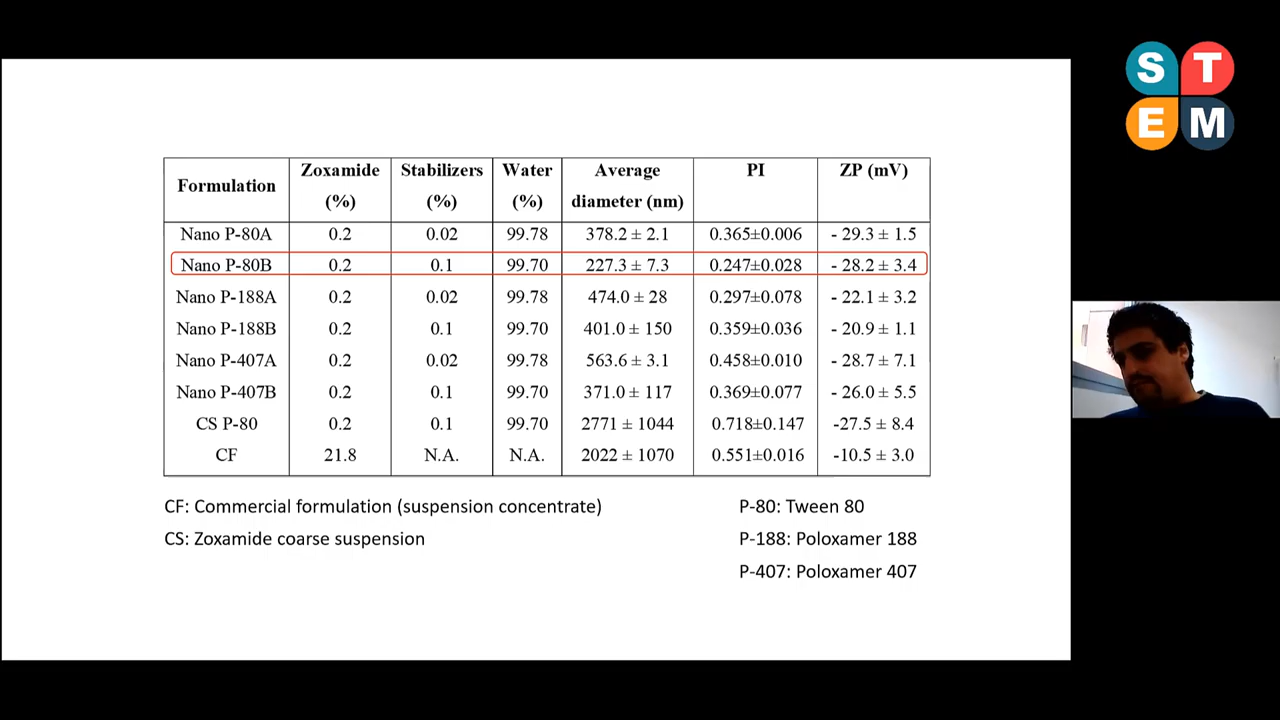 S T
E M
Formulation Zoxamide (%) Stabilizers (%) Water (%) Average diameter (nm) PI ZP (mV)
Nano P-80A 0.2 0.02 99.78 378.2 ± 2.1 0.365±0.006 - 29.3 ± 1.5
Nano P-80B 0.2 0.1 99.70 227.3 ± 7.3 0.247±0.028 - 28.2 ± 3.4
Nano P-188A 0.2 0.02 99.78 474.0 ± 28 0.297±0.078 - 22.1 ± 3.2
Nano P-188B 0.2 0.1 99.70 401.0 ± 150 0.359±0.036 - 20.9 ± 1.1
Nano P-407A 0.2 0.02 99.78 563.6 ± 3.1 0.458±0.010 - 28.7 ± 7.1
Nano P-407B 0.2 0.1 99.70 371.0 ± 117 0.369±0.077 - 26.0 ± 5.5
CS P-80 0.2 0.1 99.70 2771 ± 1044 0.718±0.147 -27.5 ± 8.4
CF 21.8 N.A. N.A. 2022 ± 1070 0.551±0.016 -10.5 ± 3.0
CF: Commercial formulation (suspension concentrate)
CS: Zoxamide coarse suspension
P-80: Tween 80
P-188: Poloxamer 188
P-407: Poloxamer 407